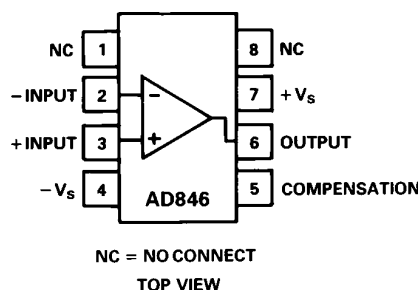 NC 1 8 NC
−INPUT 2 − 7 +VS
+INPUT 3 + 6 OUTPUT
−VS 4 5 COMPENSATION
AD846
NC = NO CONNECT
TOP VIEW